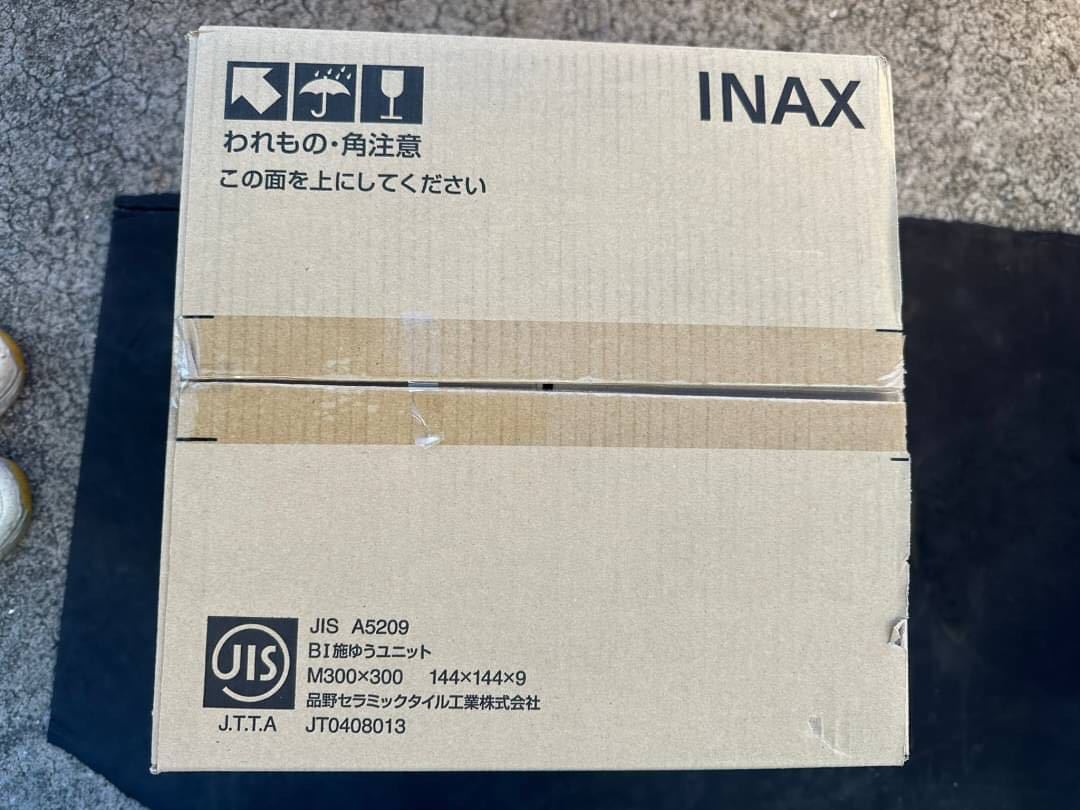 INAX
われもの・角注意
この面を上にしてください
JIS
JIS A5209
BI施ゆうユニット
M300×300 144×144×9
品野セラミックタイル工業株式会社
J.T.T.A JT0408013